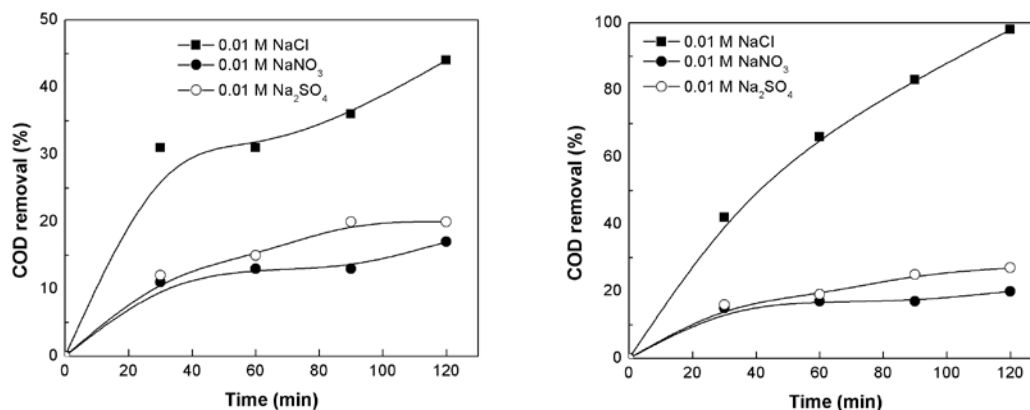 50
40
30
20
10
0
COD removal (%)
0.01 M NaCl
0.01 M NaNO₃
0.01 M Na₂SO₄
0 20 40 60 80 100 120
Time (min)
100
80
60
40
20
0
COD removal (%)
0.01 M NaCl
0.01 M NaNO₃
0.01 M Na₂SO₄
0 20 40 60 80 100 120
Time (min)